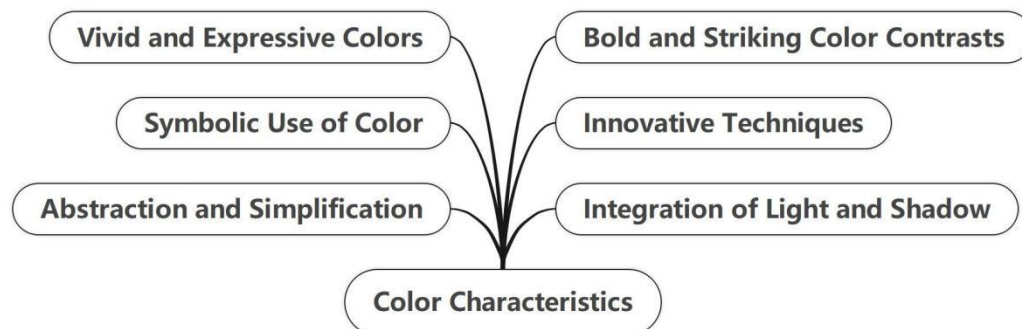 Vivid and Expressive Colors
Bold and Striking Color Contrasts
Symbolic Use of Color
Innovative Techniques
Abstraction and Simplification
Integration of Light and Shadow
Color Characteristics